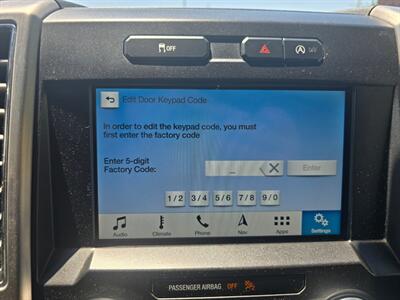 OFF
Edit Door Keypad Code
In order to edit the keypad code, you must
first enter the factory code
Enter 5-digit
Factory Code:
_
Enter
1/2 3/4 5/6 7/8 9/0
Audio Climate Phone Nav Apps Settings
PASSENGER AIRBAG OFF